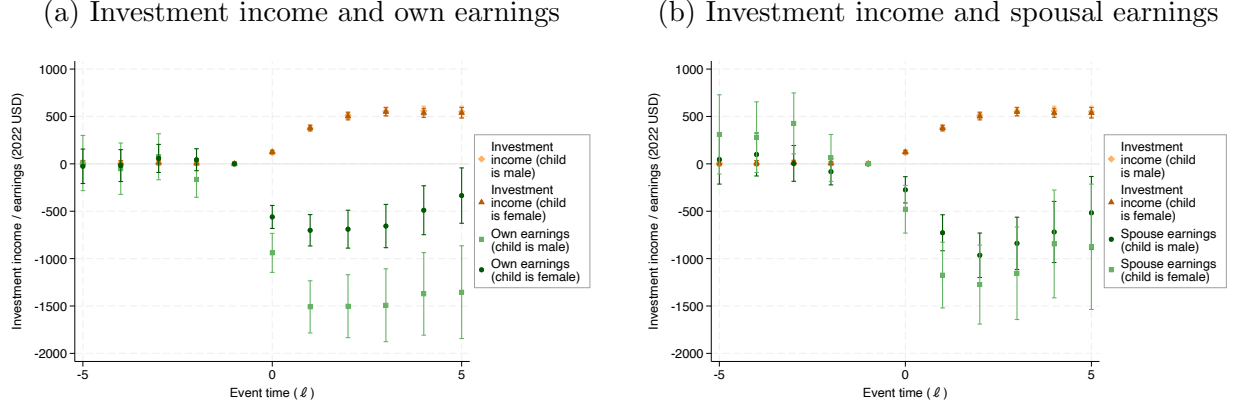 (a) Investment income and own earnings
Investment income / earnings (2022 USD)
1000
500
0
-500
-1000
-1500
-2000
-5
0
5
Event time (ℓ)
Investment
income (child
is male)
Investment
income (child
is female)
Own earnings
(child is male)
Own earnings
(child is female)
(b) Investment income and spousal earnings
Investment income / earnings (2022 USD)
1000
500
0
-500
-1000
-1500
-2000
-5
0
5
Event time (ℓ)
Investment
income (child
is male)
Investment
income (child
is female)
Spouse earnings
(child is male)
Spouse earnings
(child is female)